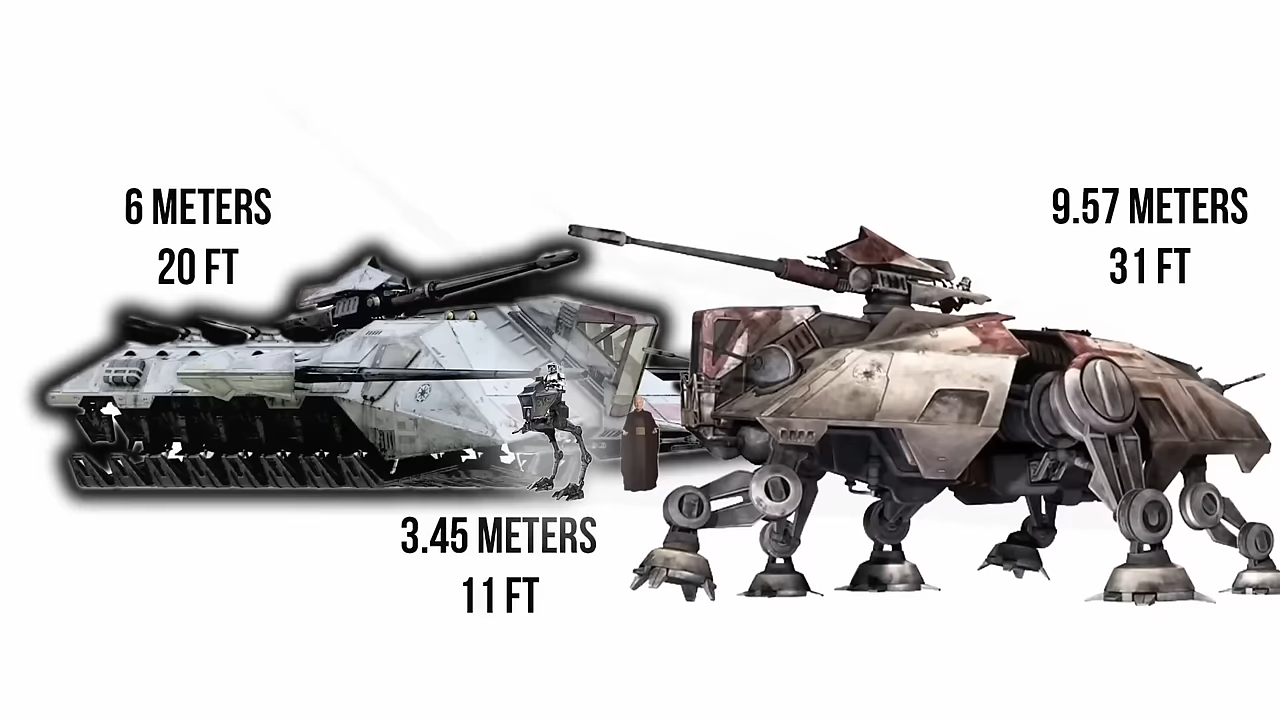 6 METERS
20 FT
9.57 METERS
31 FT
3.45 METERS
11 FT